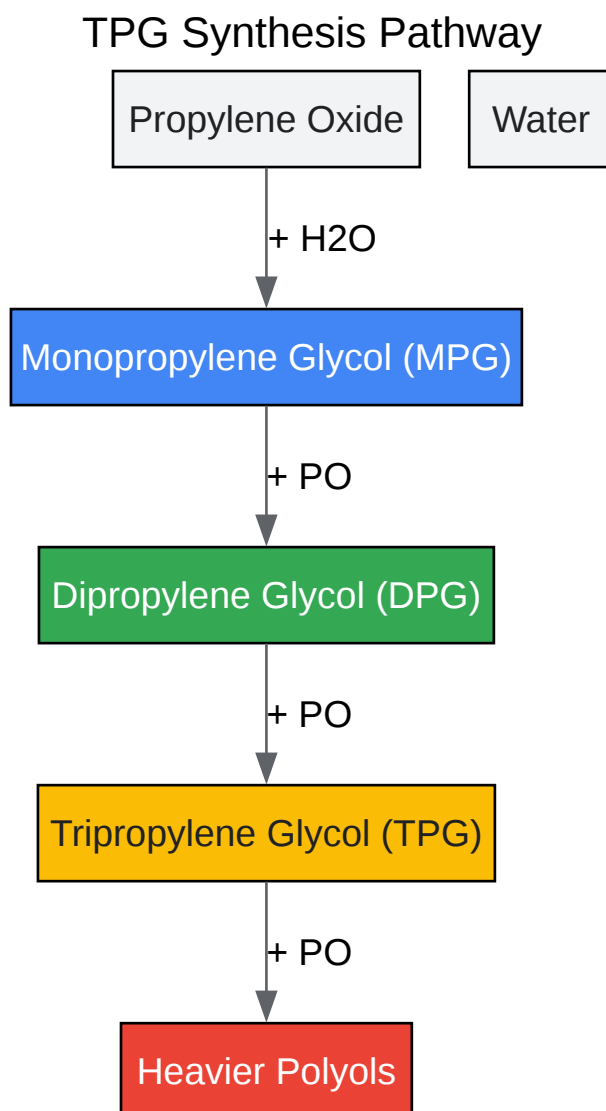 TPG Synthesis Pathway
Propylene Oxide
Water
+ H2O
Monopropylene Glycol (MPG)
+ PO
Dipropylene Glycol (DPG)
+ PO
Tripropylene Glycol (TPG)
+ PO
Heavier Polyols